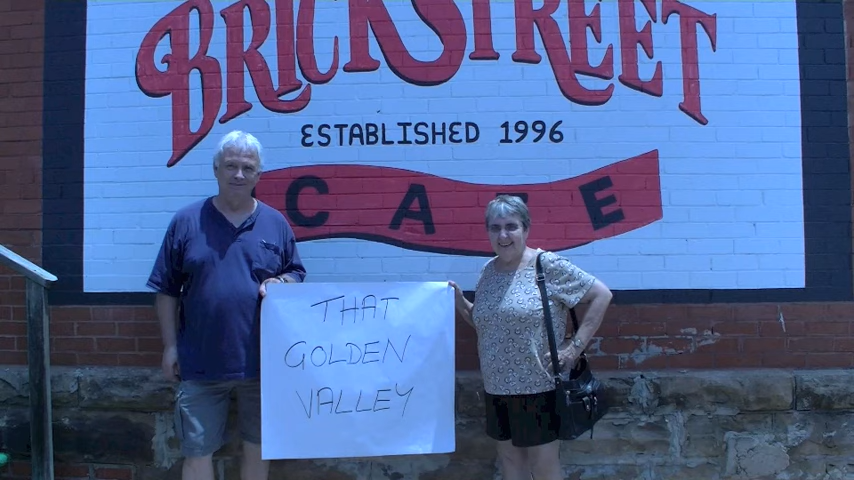 BRICKSTREET
ESTABLISHED 1996
CAFE
THAT
GOLDEN
VALLEY